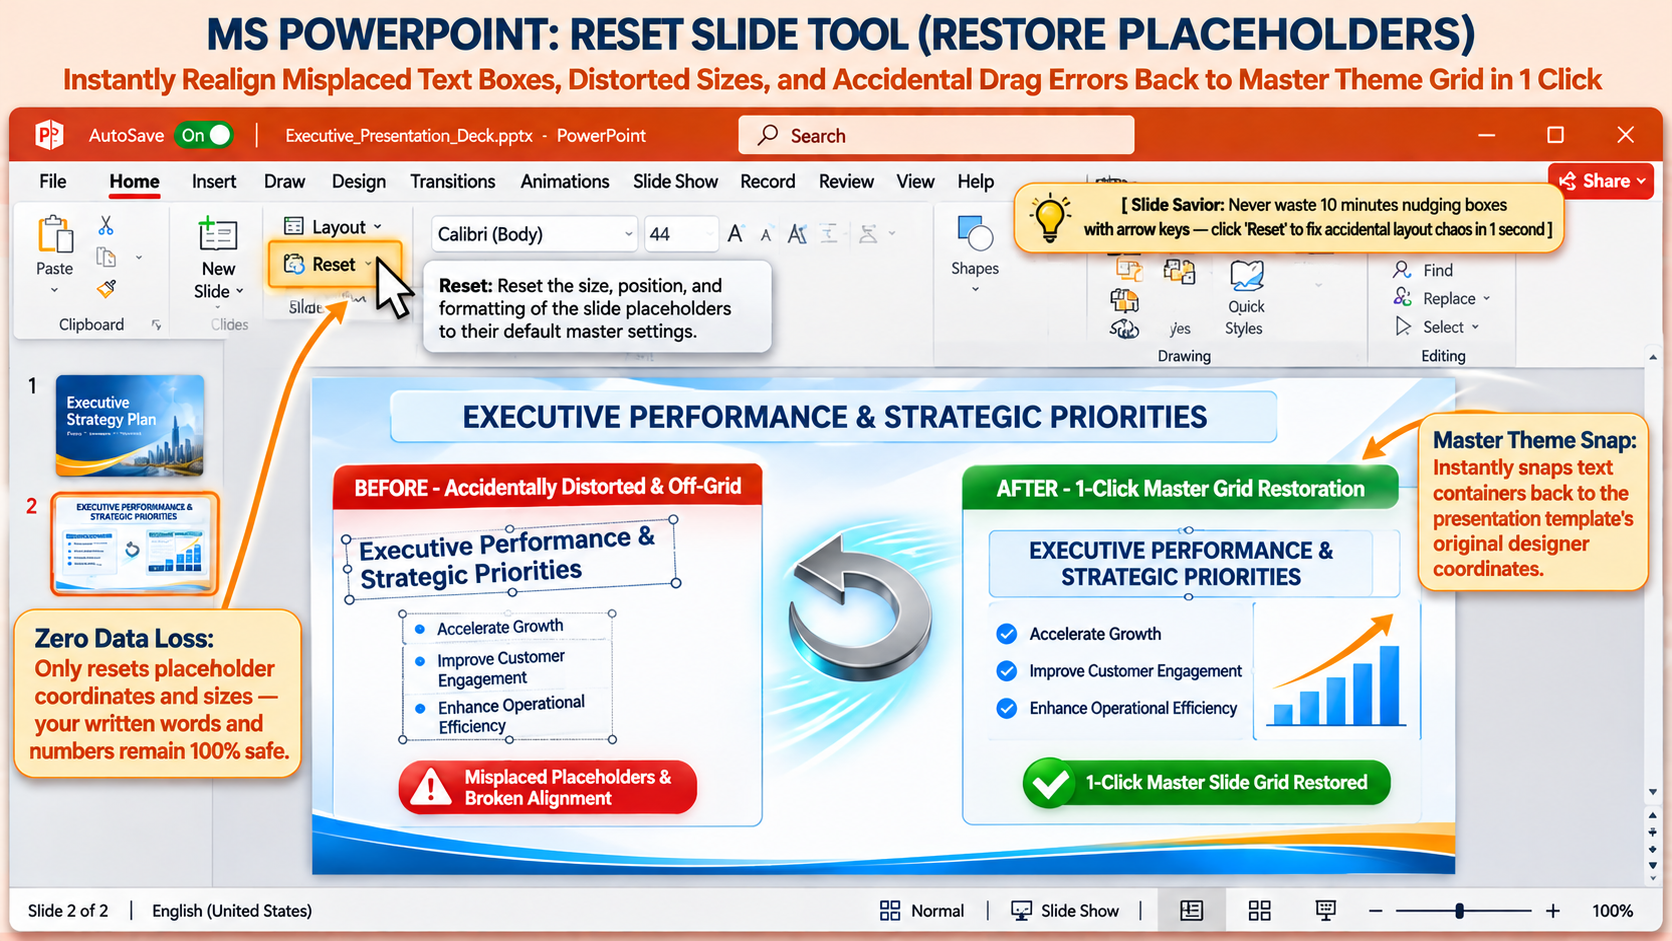 MS POWERPOINT: RESET SLIDE TOOL (RESTORE PLACEHOLDERS)
Instantly Realign Misplaced Text Boxes, Distorted Sizes, and Accidental Drag Errors Back to Master Theme Grid in 1 Click
AutoSave On
Executive_Presentation_Deck.pptx - PowerPoint
Search
File Home Insert Draw Design Transitions Animations Slide Show Record Review View Help
Share
[ Slide Savior: Never waste 10 minutes nudging boxes
with arrow keys — click 'Reset' to fix accidental layout chaos in 1 second ]
Paste
Clipboard
New
Slide
Clides
Layout
Reset
Calibri (Body)
44
Reset: Reset the size, position, and
formatting of the slide placeholders
to their default master settings.
Shapes
yes
Quick
Styles
Drawing
Find
Replace
Select
Editing
1
Executive
Strategy Plan
2
EXECUTIVE PERFORMANCE &
STRATEGIC PRIORITIES
Zero Data Loss:
Only resets placeholder
coordinates and sizes —
your written words and
numbers remain 100% safe.
EXECUTIVE PERFORMANCE & STRATEGIC PRIORITIES
BEFORE - Accidentally Distorted & Off-Grid
Executive Performance &
Strategic Priorities
Accelerate Growth
Improve Customer
Engagement
Enhance Operational
Efficiency
Misplaced Placeholders &
Broken Alignment
AFTER - 1-Click Master Grid Restoration
EXECUTIVE PERFORMANCE &
STRATEGIC PRIORITIES
Accelerate Growth
Improve Customer Engagement
Enhance Operational Efficiency
1-Click Master Slide Grid Restored
Master Theme Snap:
Instantly snaps text
containers back to the
presentation template's
original designer
coordinates.
Slide 2 of 2
English (United States)
Normal
Slide Show
100%